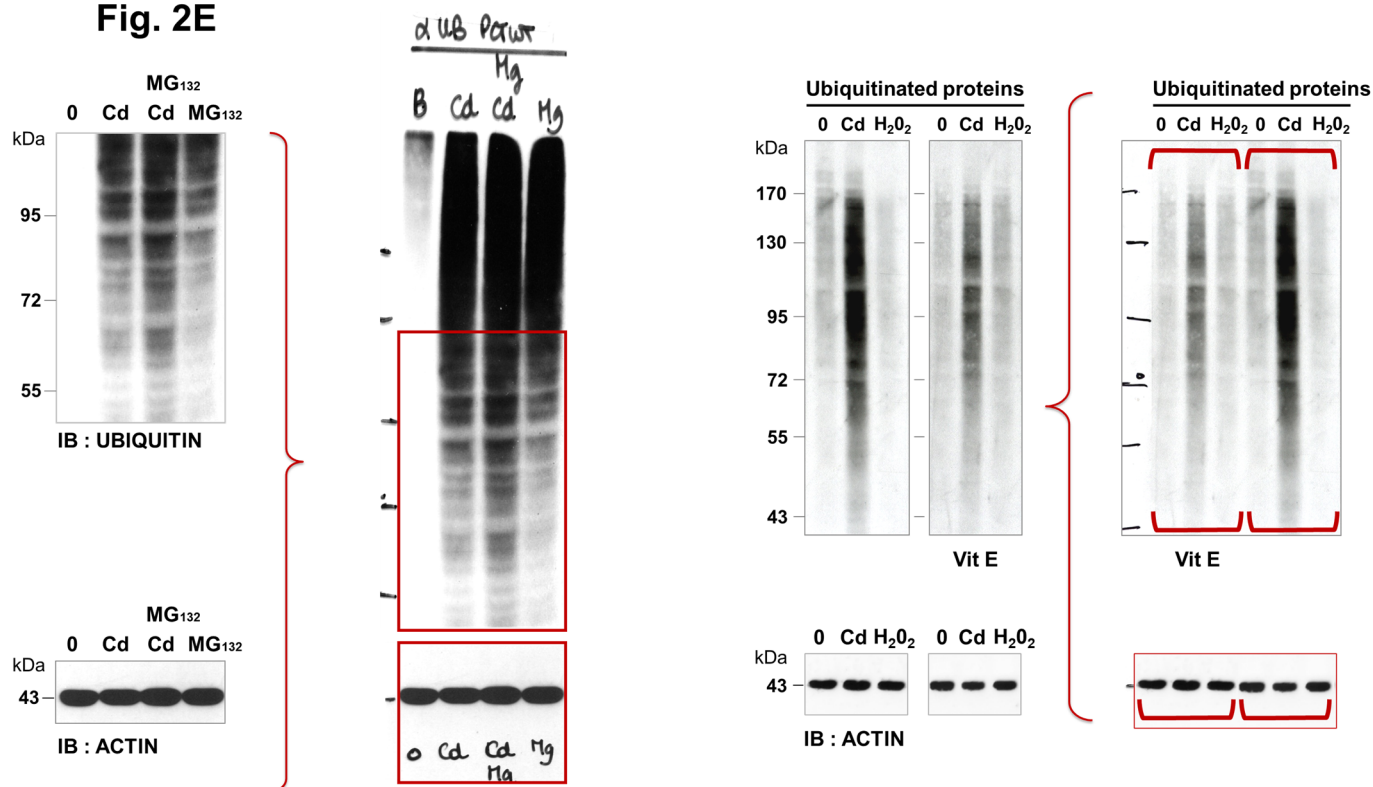 Fig. 2E
MG132
0 Cd Cd MG132
kDa
95
72
55
IB : UBIQUITIN
MG132
0 Cd Cd MG132
kDa
43
IB : ACTIN
α UB PCTWT
Mg
B Cd Cd Mg
0 Cd Cd Mg
Mg
Ubiquitinated proteins
0 Cd H202 0 Cd H202
kDa
170
130
95
72
55
43
Vit E
0 Cd H202 0 Cd H202
kDa
43
IB : ACTIN
Ubiquitinated proteins
0 Cd H202 0 Cd H202
Vit E